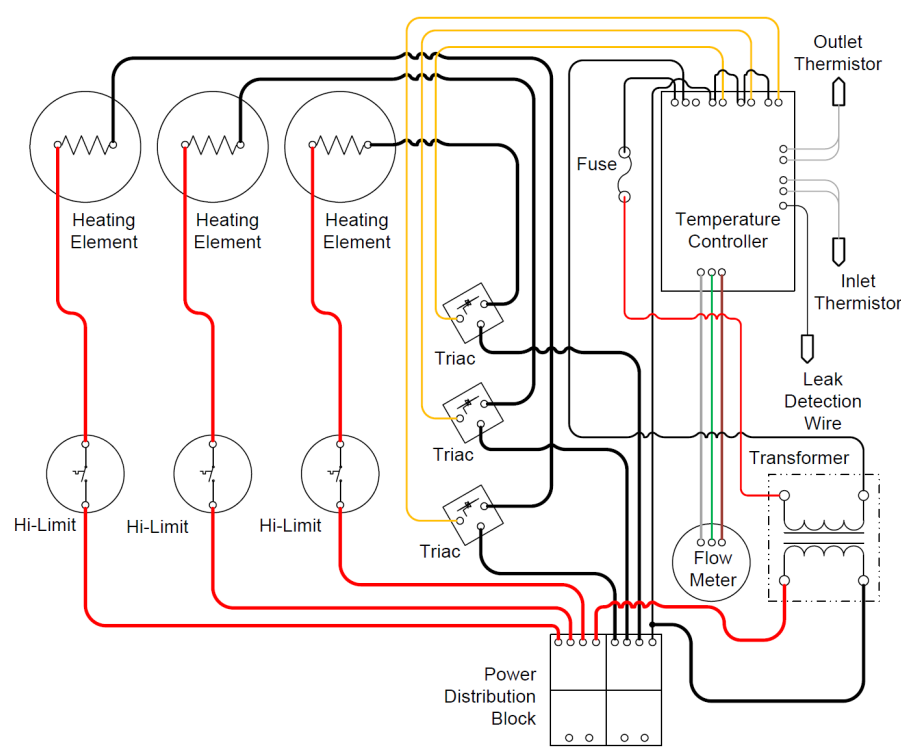 Outlet
Thermistor
Fuse
Heating
Element
Heating
Element
Heating
Element
Temperature
Controller
Inlet
Thermistor
Triac
Leak
Detection
Wire
Triac
Transformer
Hi-Limit
Hi-Limit
Hi-Limit
Triac
Flow
Meter
Power
Distribution
Block